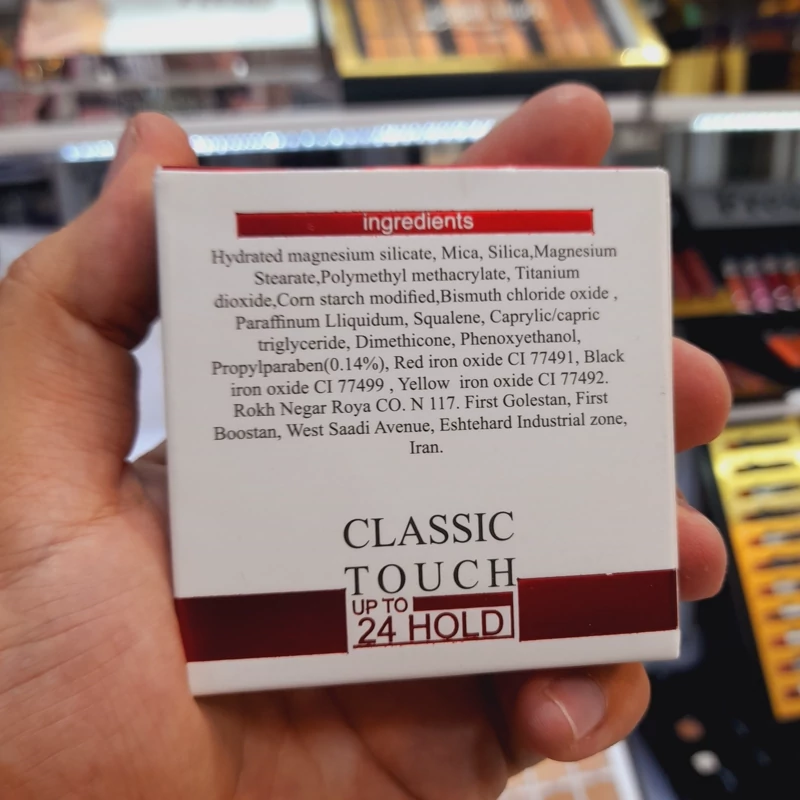 ingredients
Hydrated magnesium silicate, Mica, Silica,Magnesium
Stearate,Polymethyl methacrylate, Titanium
dioxide,Corn starch modified,Bismuth chloride oxide ,
Paraffinum Lliquidum, Squalene, Caprylic/capric
triglyceride, Dimethicone, Phenoxyethanol,
Propylparaben(0.14%), Red iron oxide CI 77491, Black
iron oxide CI 77499 , Yellow iron oxide CI 77492.
Rokh Negar Roya CO. N 117. First Golestan, First
Boostan, West Saadi Avenue, Eshtehard Industrial zone,
Iran.
CLASSIC
TOUCH
UP TO
24 HOLD